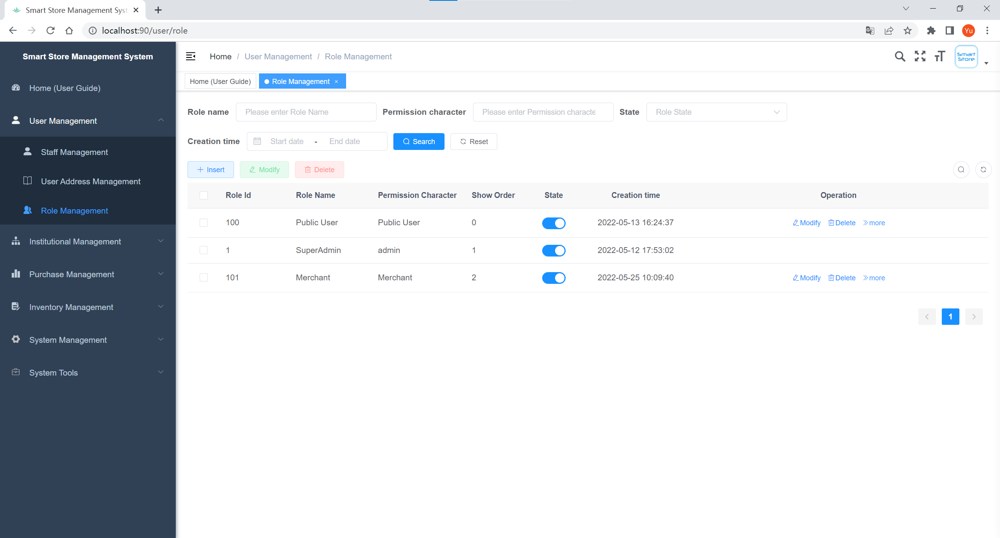 Smart Store Management Syst
localhost:90/user/role
Yu
Smart Store Management System
Home / User Management / Role Management
Smart
Store
Home (User Guide)
Role Management ×
Home (User Guide)
User Management
Staff Management
User Address Management
Role Management
Institutional Management
Purchase Management
Inventory Management
System Management
System Tools
Role name Please enter Role Name Permission character Please enter Permission characte State Role State
Creation time Start date - End date Search Reset
Insert Modify Delete
Role Id Role Name Permission Character Show Order State Creation time Operation
100 Public User Public User 0 2022-05-13 16:24:37 Modify Delete more
1 SuperAdmin admin 1 2022-05-12 17:53:02
101 Merchant Merchant 2 2022-05-25 10:09:40 Modify Delete more
1